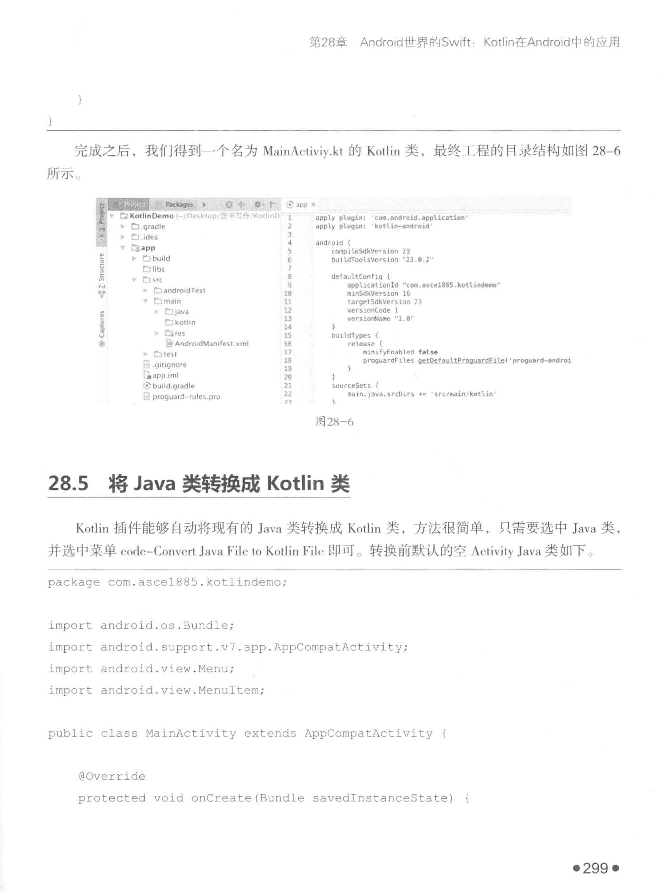 第28章 Android世界的Swift：Kotlin在Android中的应用
}
}
完成之后，我们得到一个名为 MainActiviy.kt 的 Kotlin 类，最终工程的目录结构如图 28-6
所示。
Project Packages
app ×
1: Project
Z: Structure
Captures
KotlinDemo (~/Desktop/图书写作/KotlinD
.gradle
.idea
app
build
libs
src
androidTest
main
java
kotlin
res
AndroidManifest.xml
test
.gitignore
app.iml
build.gradle
proguard-rules.pro
1 apply plugin: 'com.android.application'
2 apply plugin: 'kotlin-android'
3
4 android {
5 compileSdkVersion 23
6 buildToolsVersion "23.0.2"
7
8 defaultConfig {
9 applicationId "com.asce1885.kotlindemo"
10 minSdkVersion 16
11 targetSdkVersion 23
12 versionCode 1
13 versionName "1.0"
14 }
15 buildTypes {
16 release {
17 minifyEnabled false
18 proguardFiles getDefaultProguardFile('proguard-androi
19 }
20 }
21 sourceSets {
22 main.java.srcDirs += 'src/main/kotlin'
23 }
图28-6
28.5 将 Java 类转换成 Kotlin 类
Kotlin 插件能够自动将现有的 Java 类转换成 Kotlin 类，方法很简单，只需要选中 Java 类，
并选中菜单 code-Convert Java File to Kotlin File 即可。转换前默认的空 Activity Java 类如下。
package com.asce1885.kotlindemo;
import android.os.Bundle;
import android.support.v7.app.AppCompatActivity;
import android.view.Menu;
import android.view.MenuItem;
public class MainActivity extends AppCompatActivity {
@Override
protected void onCreate(Bundle savedInstanceState) {
●299●